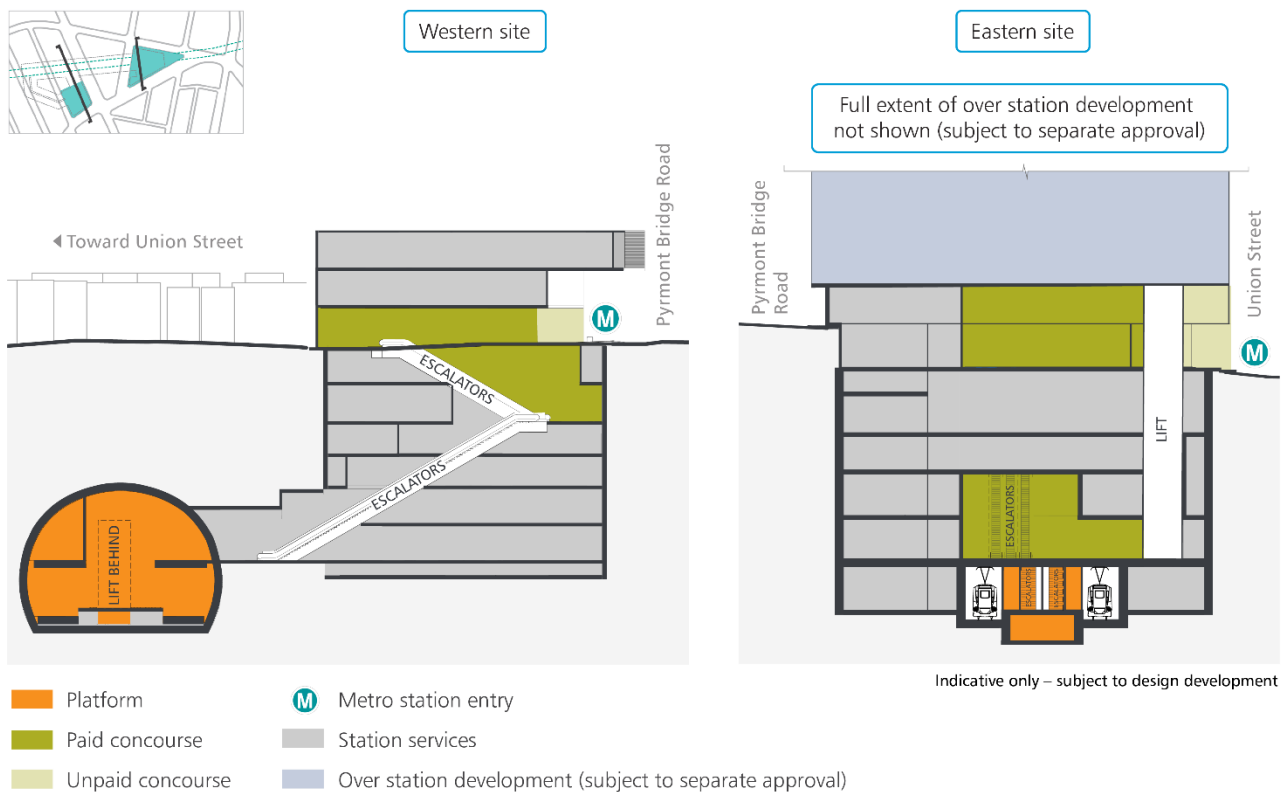 Western site
Eastern site
Full extent of over station development
not shown (subject to separate approval)
Toward Union Street
Pyrmont Bridge Road
M
ESCALATORS
ESCALATORS
LIFT BEHIND
Pyrmont Bridge
Road
Union Street
M
LIFT
ESCALATORS
ESCALATORS
ESCALATORS
Indicative only – subject to design development
Platform
M Metro station entry
Paid concourse
Station services
Unpaid concourse
Over station development (subject to separate approval)